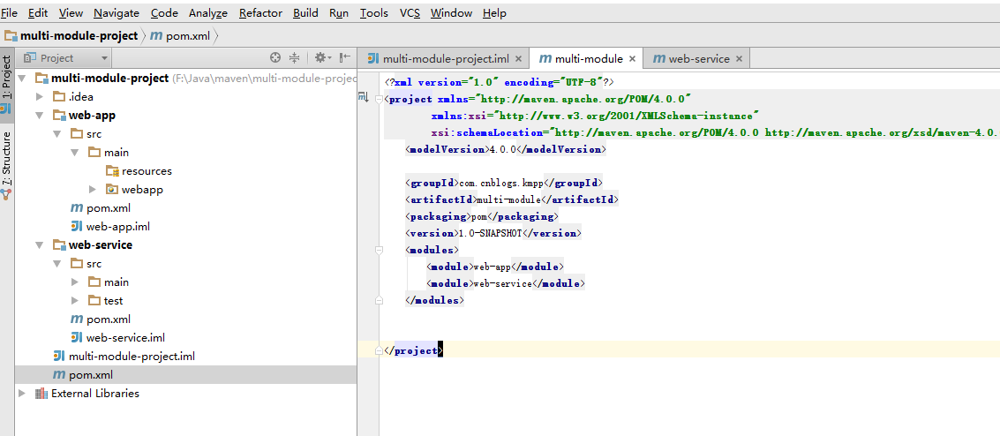 File Edit View Navigate Code Analyze Refactor Build Run Tools VCS Window Help
multi-module-project pom.xml
1: Project
7: Structure
Project
multi-module-project (F:\Java\maven\multi-module-projec
.idea
web-app
src
main
resources
webapp
pom.xml
web-app.iml
web-service
src
main
test
pom.xml
web-service.iml
multi-module-project.iml
pom.xml
External Libraries
multi-module-project.iml multi-module web-service
<?xml version="1.0" encoding="UTF-8"?>
<project xmlns="http://maven.apache.org/POM/4.0.0"
xmlns:xsi="http://www.w3.org/2001/XMLSchema-instance"
xsi:schemaLocation="http://maven.apache.org/POM/4.0.0 http://maven.apache.org/xsd/maven-4.0.
<modelVersion>4.0.0</modelVersion>
<groupId>com.cnblogs.kmpp</groupId>
<artifactId>multi-module</artifactId>
<packaging>pom</packaging>
<version>1.0-SNAPSHOT</version>
<modules>
<module>web-app</module>
<module>web-service</module>
</modules>
</project>